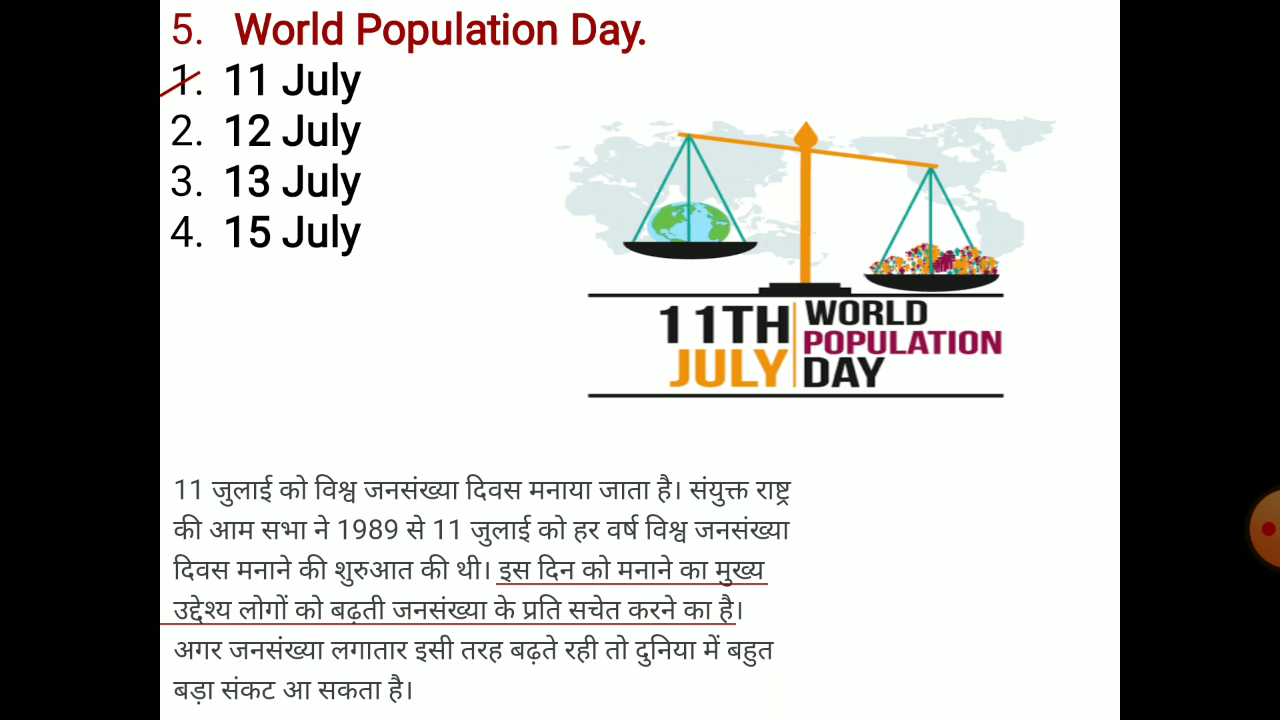 5. World Population Day.
1. 11 July
2. 12 July
3. 13 July
4. 15 July
11TH JULY
WORLD POPULATION DAY
11 जुलाई को विश्व जनसंख्या दिवस मनाया जाता है। संयुक्त राष्ट्र
की आम सभा ने 1989 से 11 जुलाई को हर वर्ष विश्व जनसंख्या
दिवस मनाने की शुरुआत की थी। इस दिन को मनाने का मुख्य
उद्देश्य लोगों को बढ़ती जनसंख्या के प्रति सचेत करने का है।
अगर जनसंख्या लगातार इसी तरह बढ़ते रही तो दुनिया में बहुत
बड़ा संकट आ सकता है।